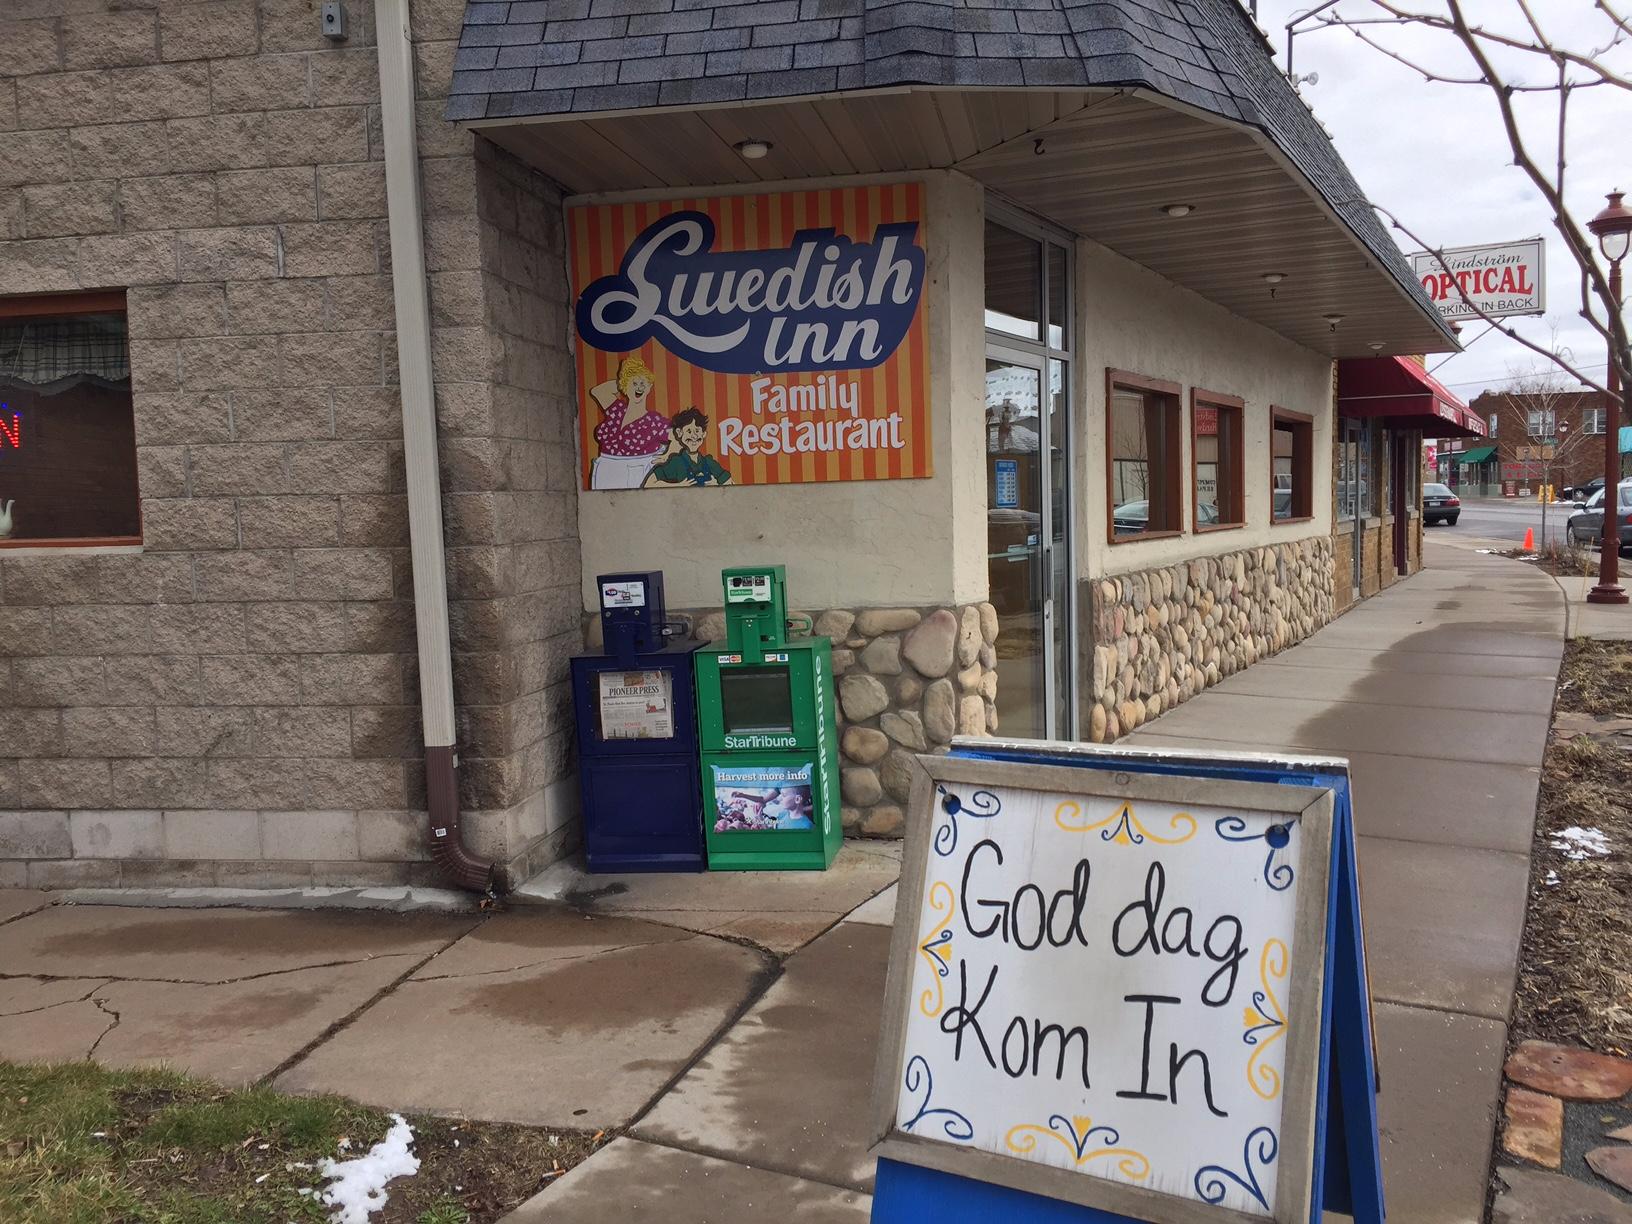 Swedish
Inn
Family
Restaurant
Lindström
OPTICAL
PARKING IN BACK
PIONEER PRESS
StarTribune
Harvest more info
StarTribune
God dag
Kom In